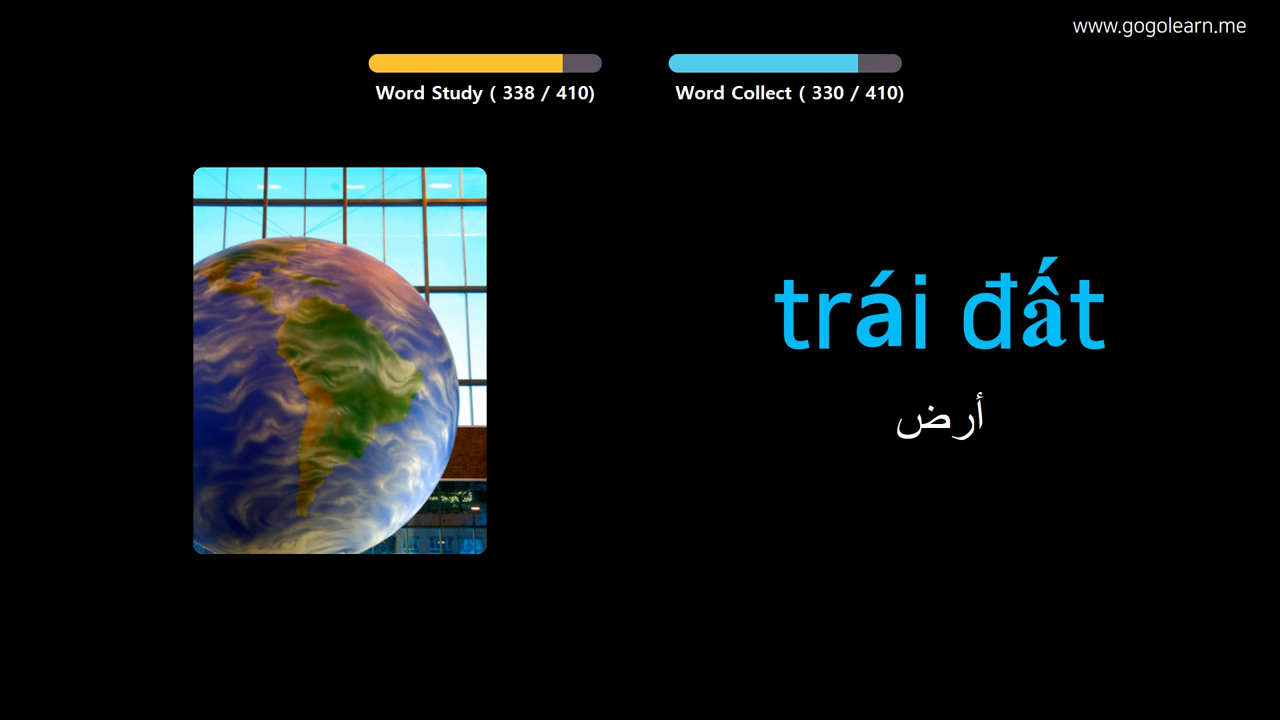 www.gogolearn.me
Word Study ( 338 / 410)
Word Collect ( 330 / 410)
trái đất
أرض